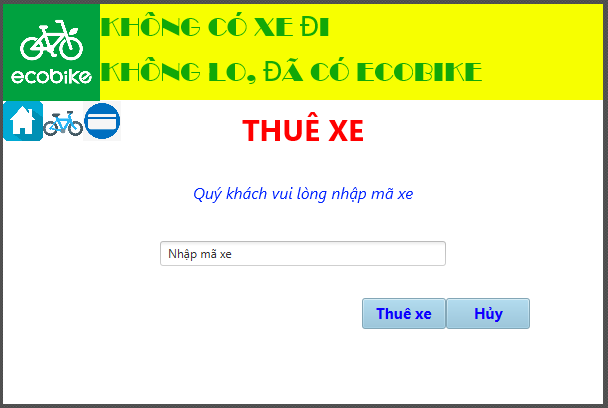 KHÔNG CÓ XE ĐI
KHÔNG LO, ĐÃ CÓ ECOBIKE
ecobike
THUÊ XE
Quý khách vui lòng nhập mã xe
Nhập mã xe
Thuê xe
Hủy